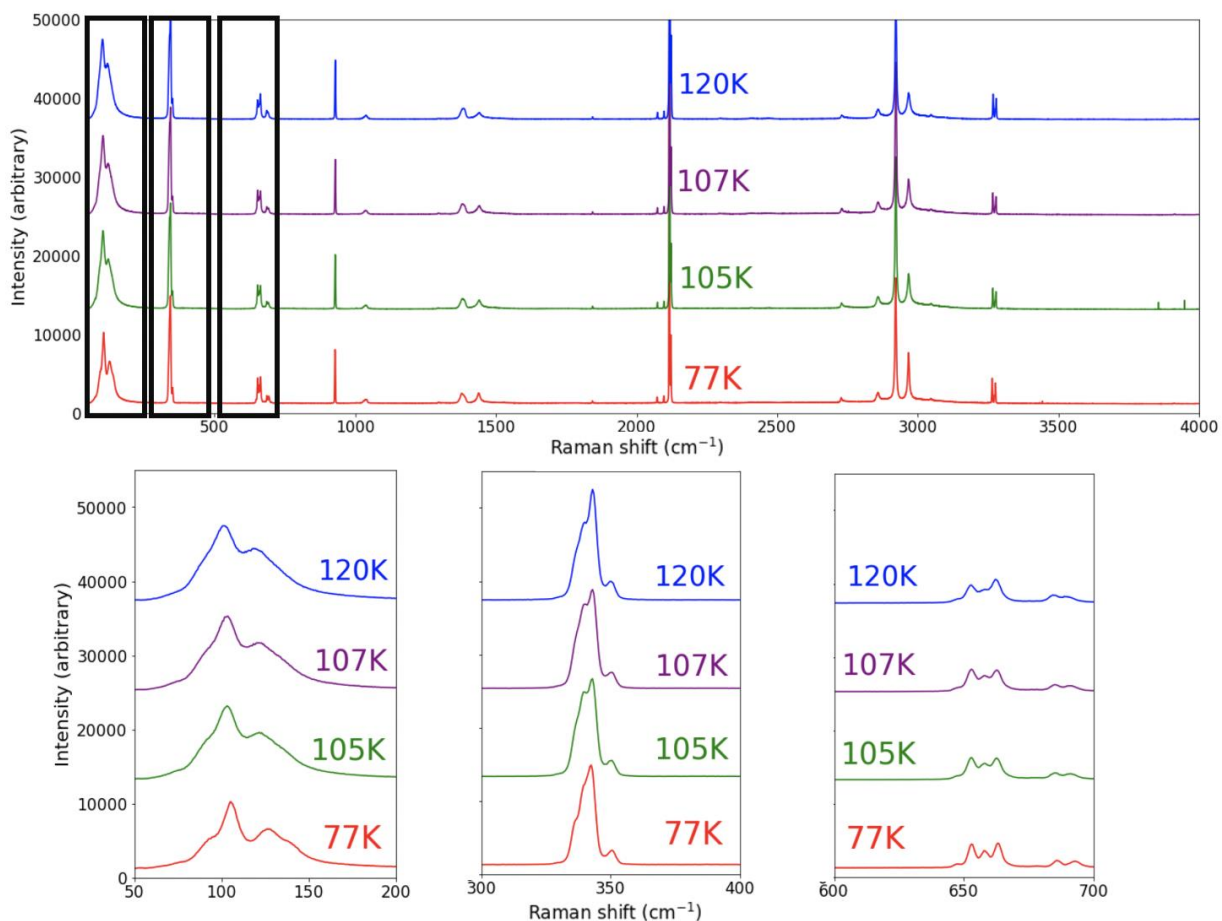 50000
40000
30000
20000
10000
0
Intensity (arbitrary)
120K
107K
105K
77K
500 1000 1500 2000 2500 3000 3500 4000
Raman shift (cm⁻¹)
50000
40000
30000
20000
10000
0
Intensity (arbitrary)
120K 120K 120K
107K 107K 107K
105K 105K 105K
77K 77K 77K
50 100 150 200 300 350 400 600 650 700
Raman shift (cm⁻¹)